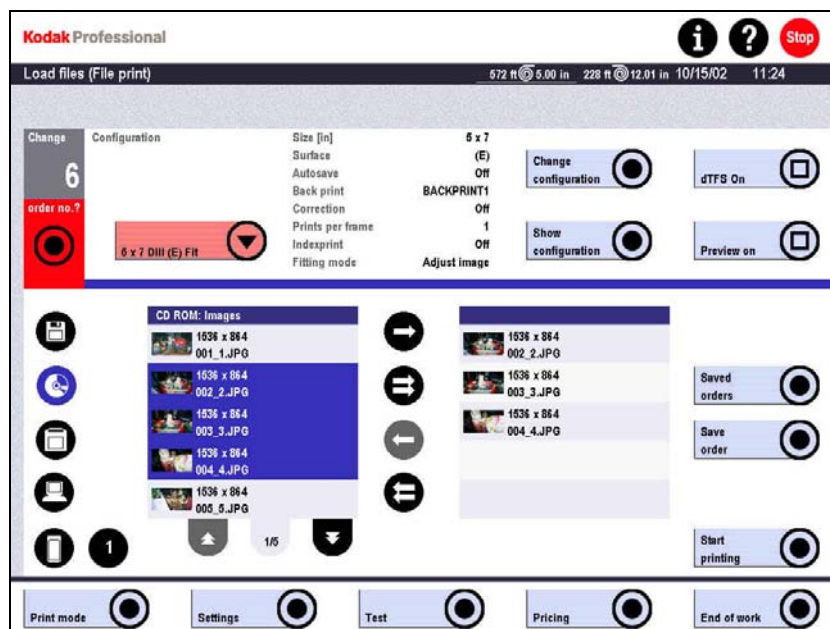 Kodak Professional
i ? Stop
Load files (File print) 572 ft 5.00 in 228 ft 12.01 in 10/15/02 11:24
Change
6
order no.?
Configuration
6 x 7 Dlll (E) Fit
Size [in] 5 x 7
Surface (E)
Autosave Off
Back print BACKPRINT1
Correction Off
Prints per frame 1
Indexprint Off
Fitting mode Adjust image
Change
configuration
Show
configuration
dTFS On
Preview on
CD ROM: Images
1536 x 864
001_1.JPG
1536 x 864
002_2.JPG
1536 x 864
003_3.JPG
1536 x 864
004_4.JPG
1536 x 864
005_5.JPG
1/5
1
1536 x 864
002_2.JPG
1536 x 864
003_3.JPG
1536 x 864
004_4.JPG
Saved
orders
Save
order
Start
printing
Print mode
Settings
Test
Pricing
End of work